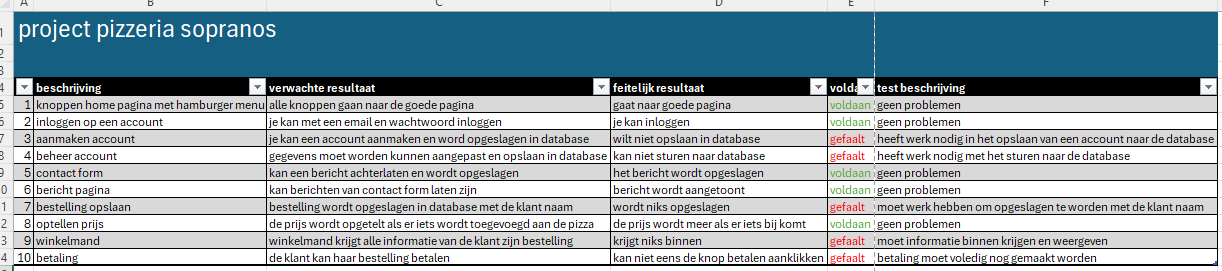 A B C D E F
1 project pizzeria sopranos
2
3
4 beschrijving verwachte resultaat feitelijk resultaat volda test beschrijving
5 1 knoppen home pagina met hamburger menu alle knoppen gaan naar de goede pagina gaat naar goede pagina voldaan geen problemen
6 2 inloggen op een account je kan met een email en wachtwoord inloggen je kan inloggen voldaan geen problemen
7 3 aanmaken account je kan een account aanmaken en word opgeslagen in database wilt niet opslaan in database gefaalt heeft werk nodig in het opslaan van een account naar de database
8 4 beheer account gegevens moet worden kunnen aangepast en opslaan in database kan niet sturen naar database gefaalt heeft werk nodig met het sturen naar de database
9 5 contact form kan een bericht achterlaten en wordt opgeslagen het bericht wordt opgeslagen voldaan geen problemen
0 6 bericht pagina kan berichten van contact form laten zijn bericht wordt aangetoont voldaan geen problemen
1 7 bestelling opslaan bestelling wordt opgeslagen in database met de klant naam wordt niks opgeslagen gefaalt moet werk hebben om opgeslagen te worden met de klant naam
2 8 optellen prijs de prijs wordt opgetelt als er iets wordt toegevoegd aan de pizza de prijs wordt meer als er iets bij komt voldaan geen problemen
3 9 winkelmand winkelmand krijgt alle informatie van de klant zijn bestelling krijgt niks binnen gefaalt moet informatie binnen krijgen en weergeven
4 10 betaling de klant kan haar bestelling betalen kan niet eens de knop betalen aanklikken gefaalt betaling moet voledig nog gemaakt worden